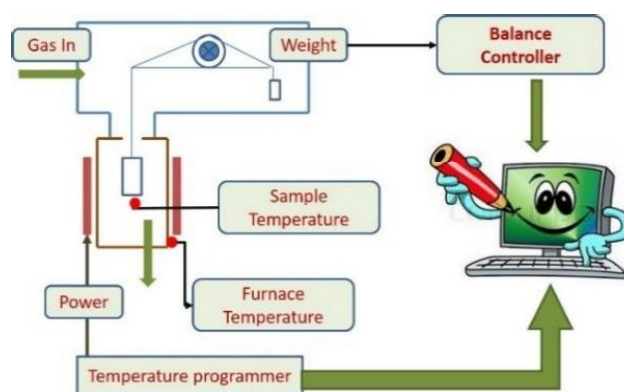 Gas In
Weight
Balance
Controller
Sample
Temperature
Power
Furnace
Temperature
Temperature programmer